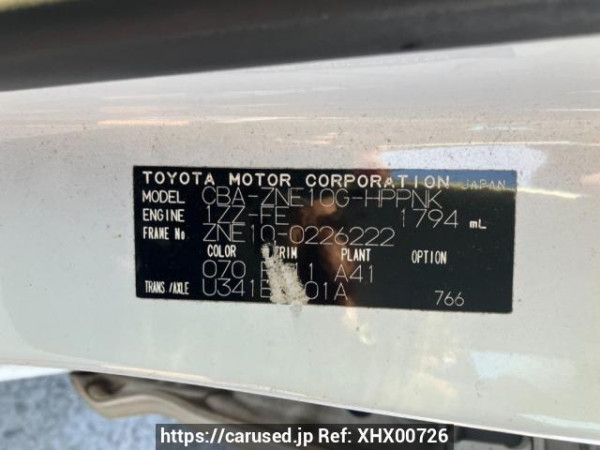 TOYOTA MOTOR CORPORATION JAPAN
MODEL CBA-ZNE10G-HPPNK
ENGINE 1ZZ-FE 1794 mL
FRAME No. ZNE10-0226222
COLOR TRIM PLANT
070 A41
TRANS/AXLE
766
https://carused.jp Ref: XHX00726